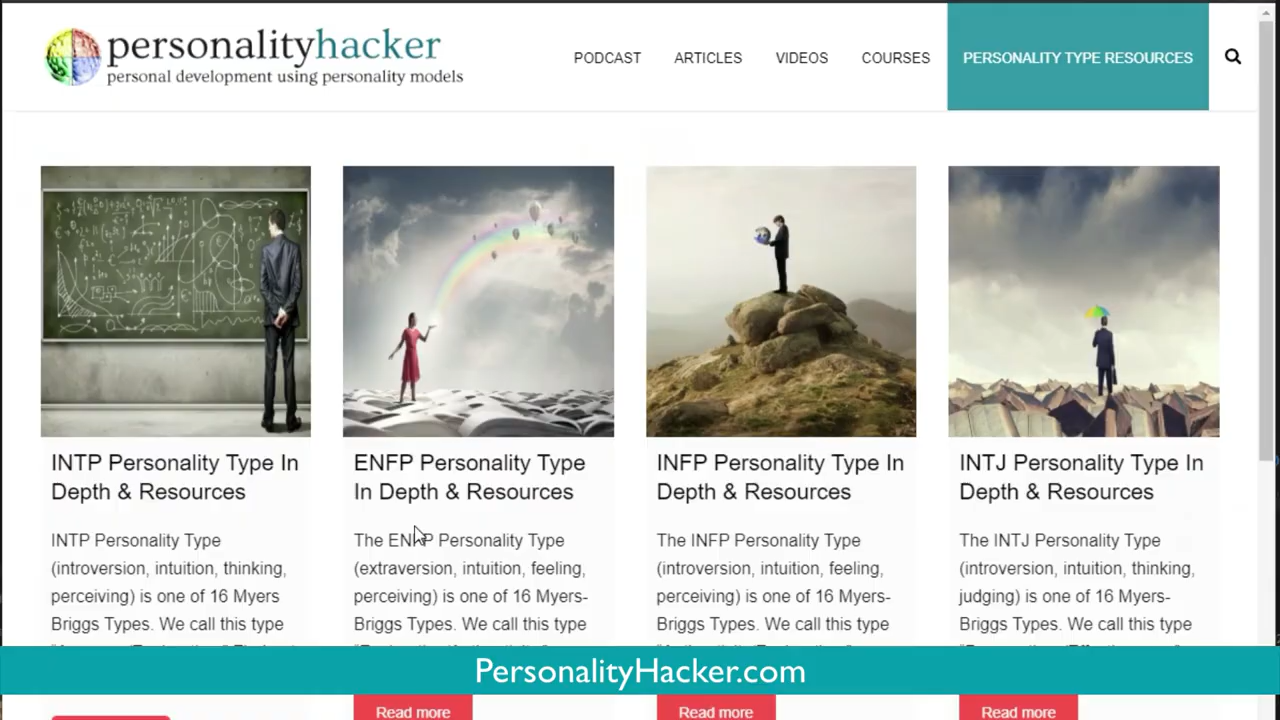 personalityhacker
personal development using personality models
PODCAST
ARTICLES
VIDEOS
COURSES
PERSONALITY TYPE RESOURCES
INTP Personality Type In
Depth & Resources
INTP Personality Type
(introversion, intuition, thinking,
perceiving) is one of 16 Myers
Briggs Types. We call this type
ENFP Personality Type
In Depth & Resources
The ENFP Personality Type
(extraversion, intuition, feeling,
perceiving) is one of 16 Myers-
Briggs Types. We call this type
Read more
INFP Personality Type In
Depth & Resources
The INFP Personality Type
(introversion, intuition, feeling,
perceiving) is one of 16 Myers-
Briggs Types. We call this type
Read more
INTJ Personality Type In
Depth & Resources
The INTJ Personality Type
(introversion, intuition, thinking,
judging) is one of 16 Myers-
Briggs Types. We call this type
Read more
PersonalityHacker.com